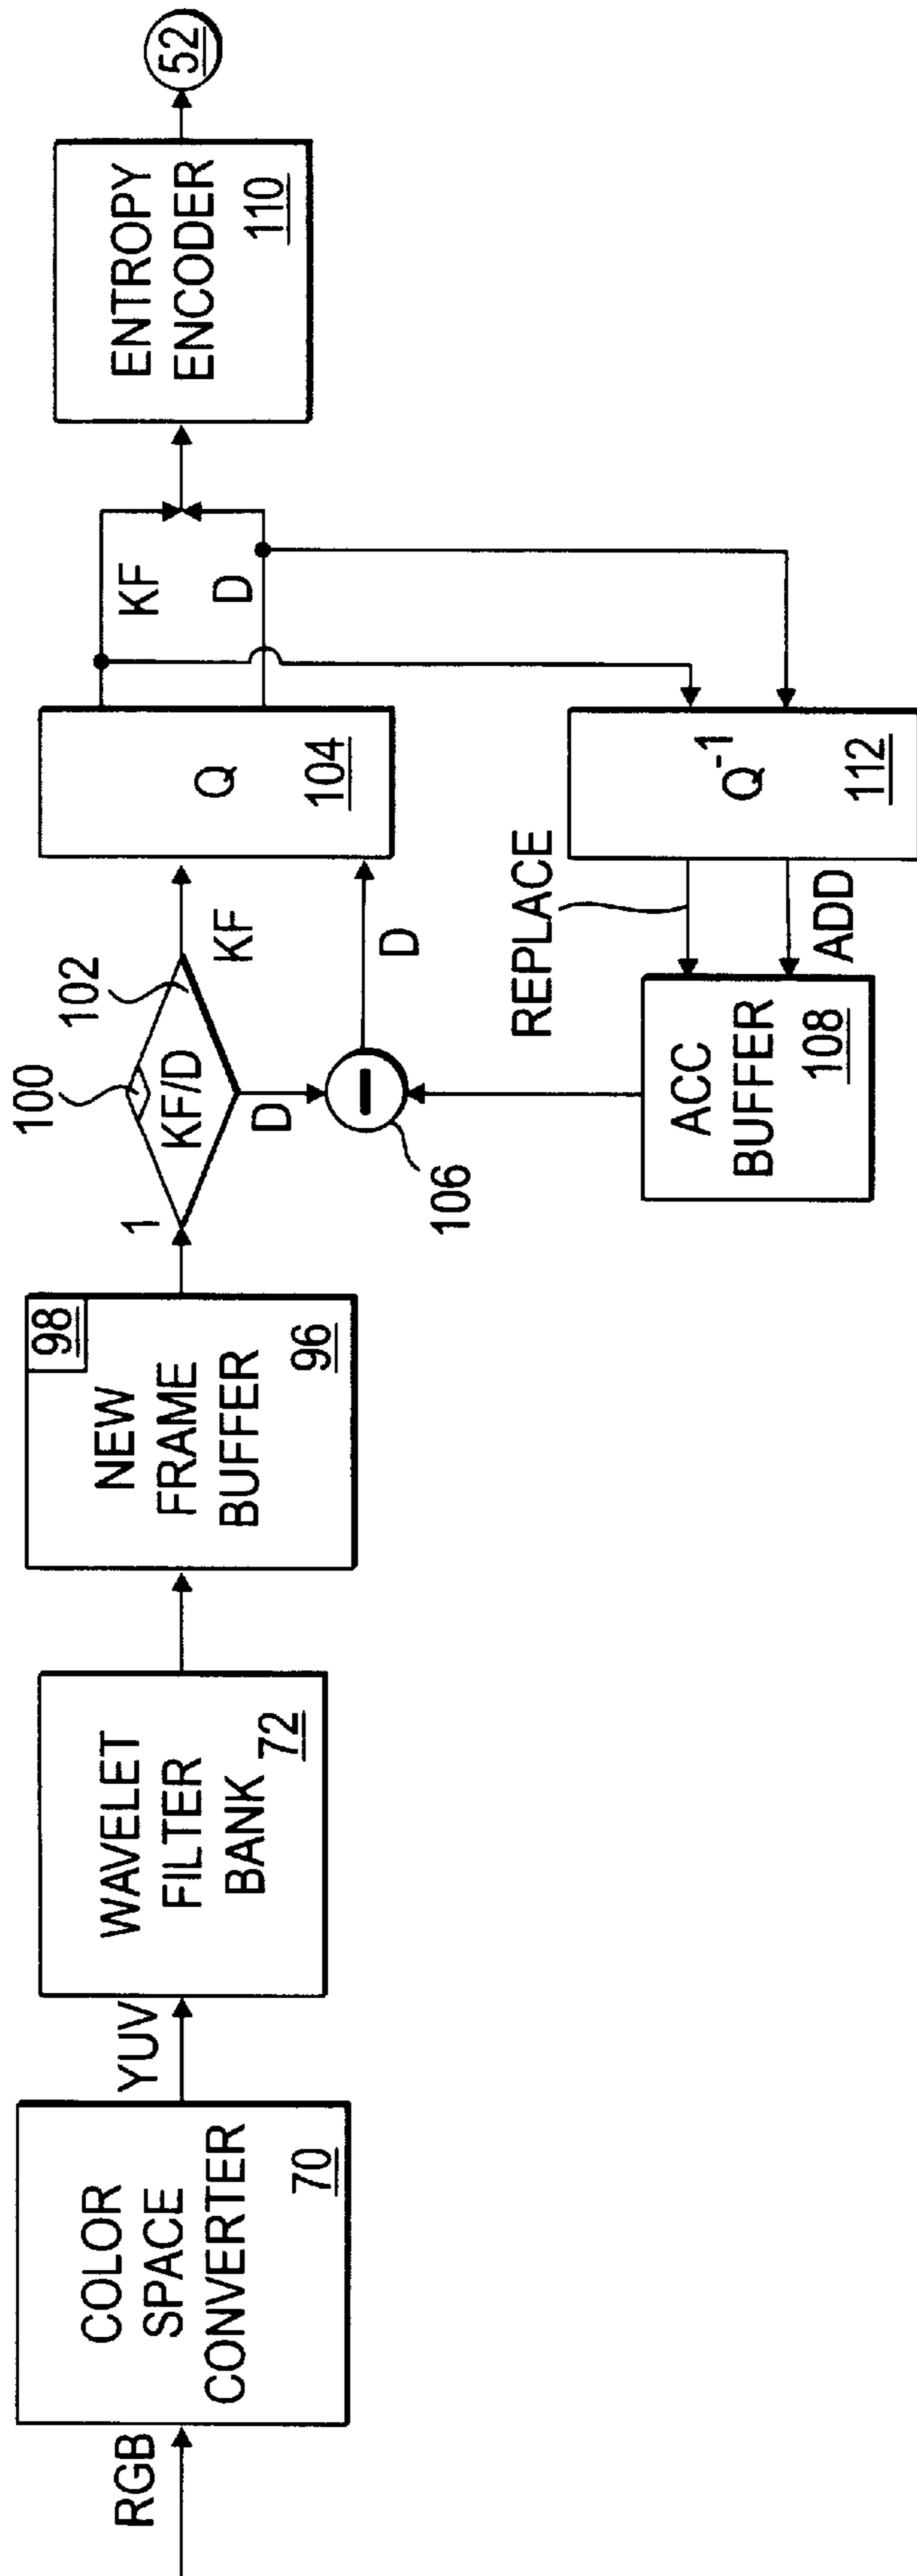 RGB
COLOR
SPACE
CONVERTER
70
YUV
WAVELET
FILTER
BANK
72
NEW
FRAME
BUFFER
98
96
1
100
102
KF/D
KF
D
106
D
Q
104
KF
D
ENTROPY
ENCODER
110
52
ACC
BUFFER
108
REPLACE
ADD
Q-1
112